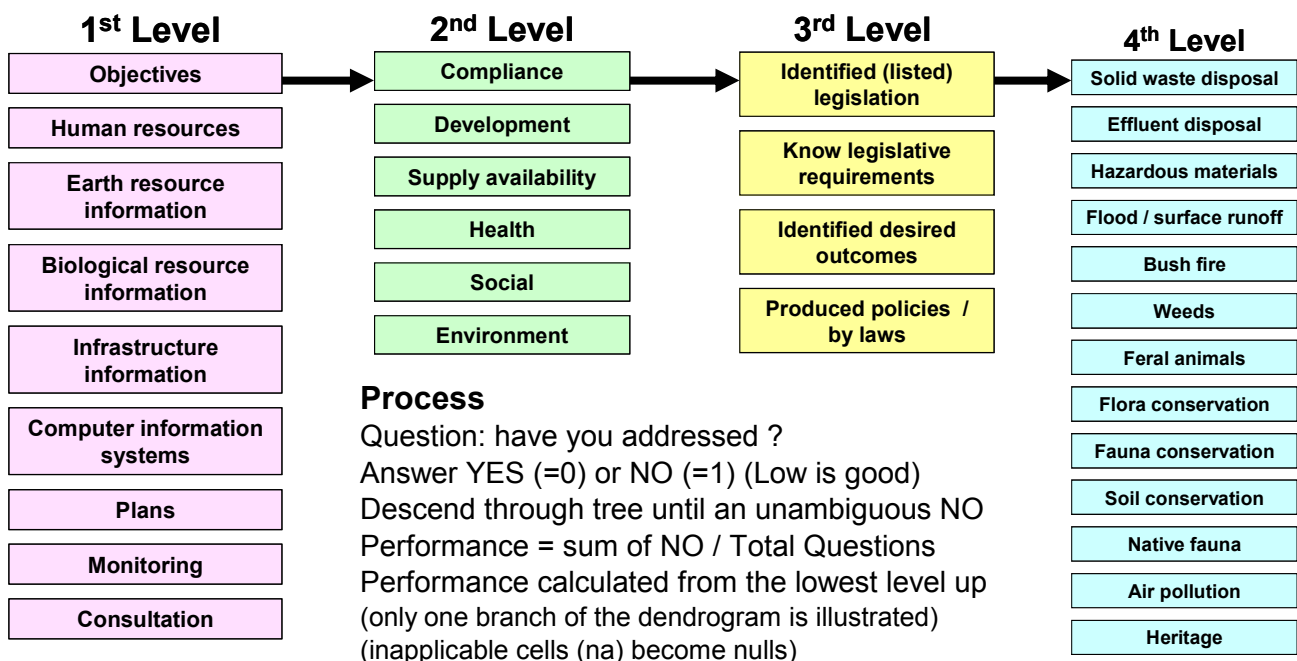 1st Level
Objectives
Human resources
Earth resource
information
Biological resource
information
Infrastructure
information
Computer information
systems
Plans
Monitoring
Consultation
2nd Level
Compliance
Development
Supply availability
Health
Social
Environment
3rd Level
Identified (listed)
legislation
Know legislative
requirements
Identified desired
outcomes
Produced policies /
by laws
4th Level
Solid waste disposal
Effluent disposal
Hazardous materials
Flood / surface runoff
Bush fire
Weeds
Feral animals
Flora conservation
Fauna conservation
Soil conservation
Native fauna
Air pollution
Heritage
Process
Question: have you addressed ?
Answer YES (=0) or NO (=1) (Low is good)
Descend through tree until an unambiguous NO
Performance = sum of NO / Total Questions
Performance calculated from the lowest level up
(only one branch of the dendrogram is illustrated)
(inapplicable cells (na) become nulls)